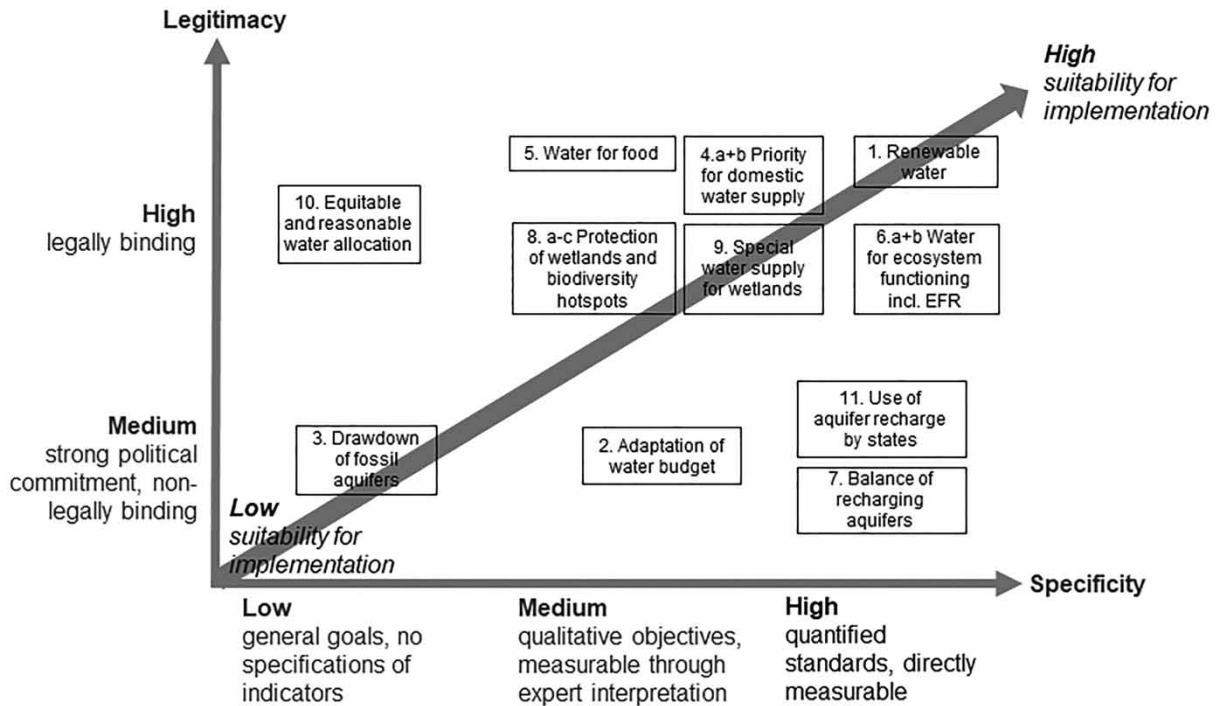 Legitimacy
High
suitability for
implementation
5. Water for food
4.a+b Priority
for domestic
water supply
1. Renewable
water
10. Equitable
and reasonable
water allocation
High
legally binding
8. a-c Protection
of wetlands and
biodiversity
hotspots
9. Special
water supply
for wetlands
6.a+b Water
for ecosystem
functioning
incl. EFR
11. Use of
aquifer recharge
by states
Medium
strong political
commitment, non-
legally binding
3. Drawdown
of fossil
aquifers
2. Adaptation of
water budget
7. Balance of
recharging
aquifers
Low
suitability for
implementation
Specificity
Low
general goals, no
specifications of
indicators
Medium
qualitative objectives,
measurable through
expert interpretation
High
quantified
standards, directly
measurable